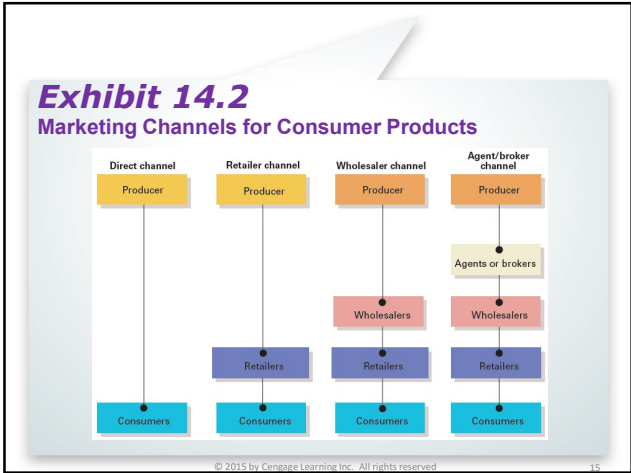 Exhibit 14.2
Marketing Channels for Consumer Products
Direct channel
Retailer channel
Wholesaler channel
Agent/broker
channel
Producer
Producer
Producer
Producer
Agents or brokers
Wholesalers
Wholesalers
Retailers
Retailers
Retailers
Consumers
Consumers
Consumers
Consumers
© 2015 by Cengage Learning Inc. All rights reserved
15